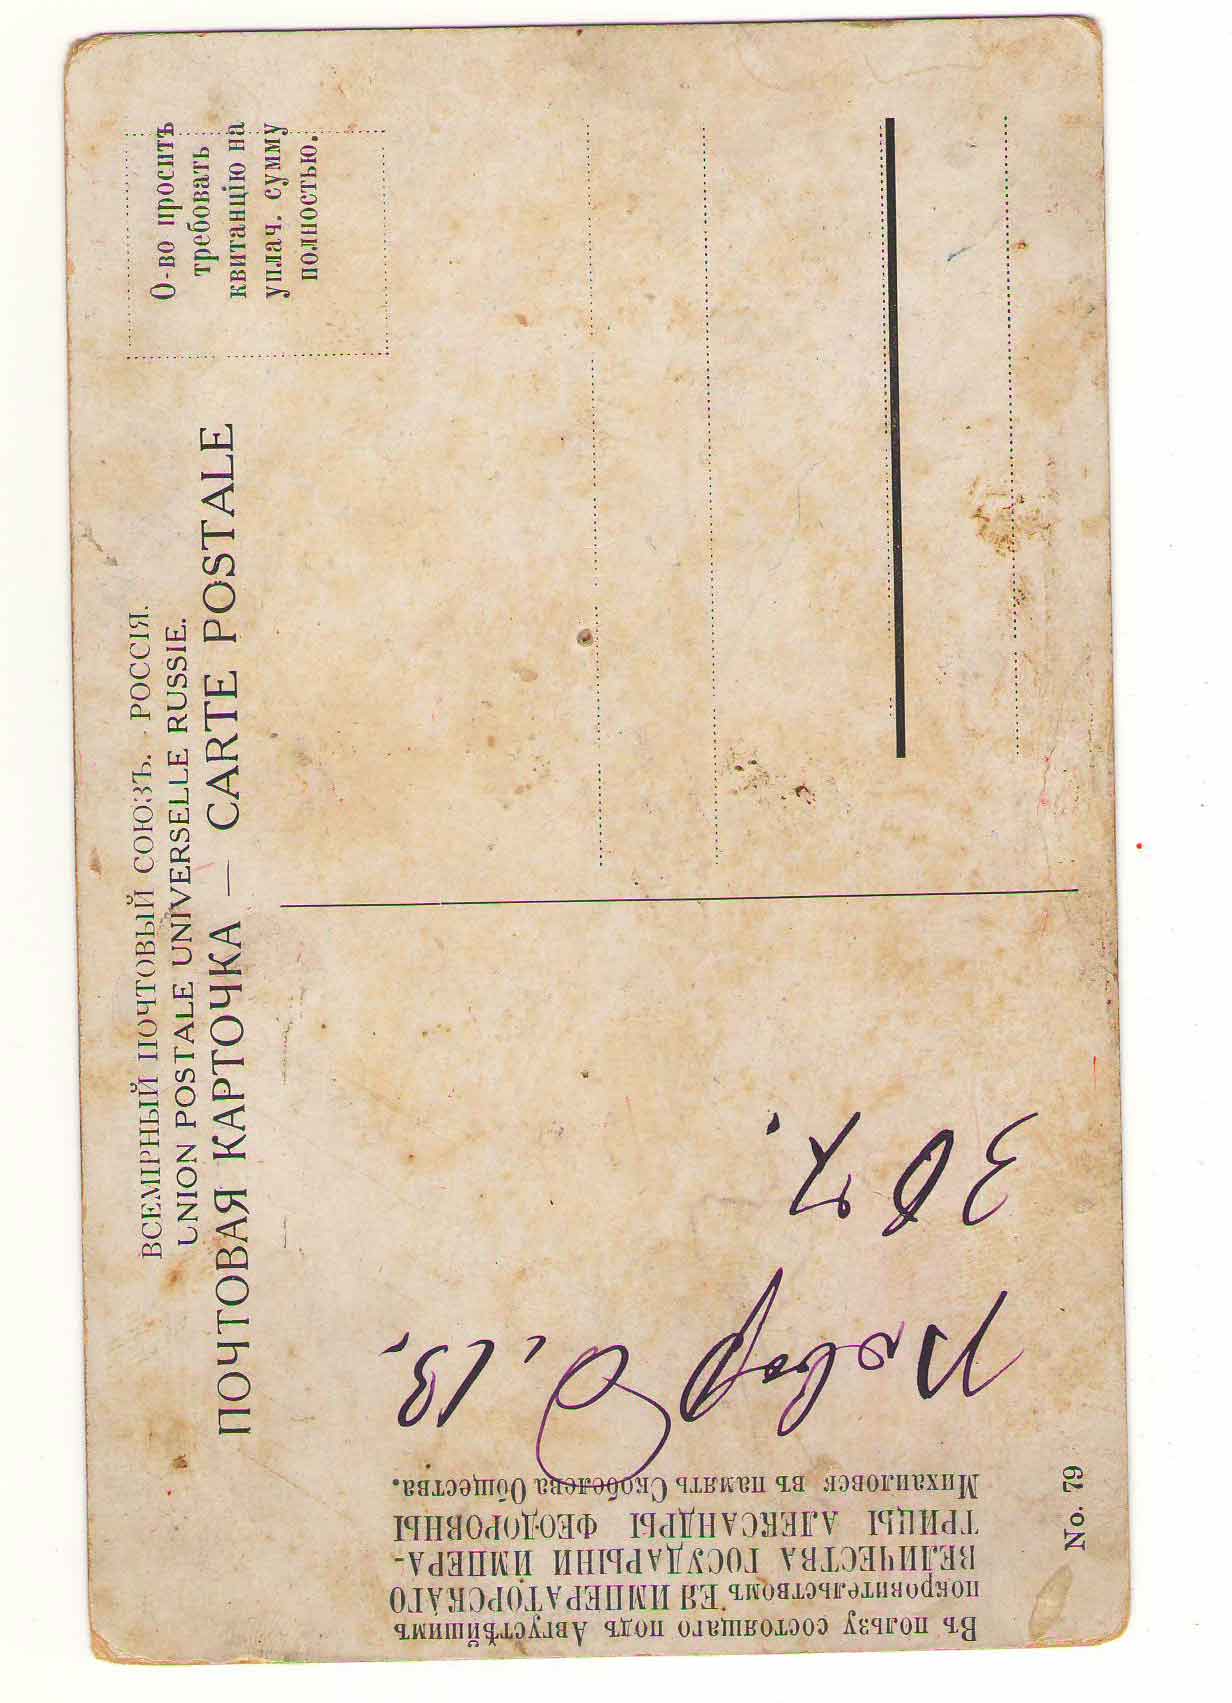 ВСЕМІРНЫЙ ПОЧТОВЫЙ СОЮЗЪ. РОССІЯ.
UNION POSTALE UNIVERSELLE RUSSIE.
ПОЧТОВАЯ КАРТОЧКА — CARTE POSTALE
О-во проситъ
требовать
квитанцію на
уплач. сумму
полностью.
Въ пользу состоящаго подъ Августѣйшимъ
покровительствомъ ЕЯ ИМПЕРАТОРСКАГО
ВЕЛИЧЕСТВА ГОСУДАРЫНИ ИМПЕРА-
ТРИЦЫ АЛЕКСАНДРЫ ФЕОДОРОВНЫ
Михаиловск въ память Скобелева Общества.
No. 79